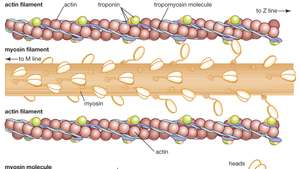 actin filament
actin
troponin
tropomyosin molecule
to Z line
myosin filament
to M line
myosin
actin filament
actin
myosin molecule
heads